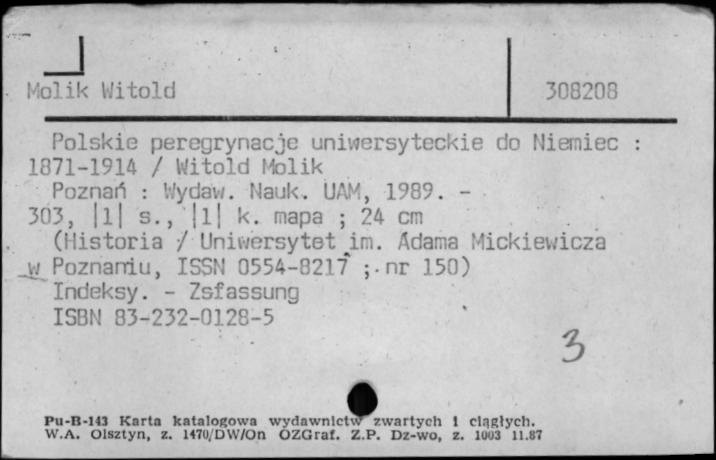 Molik Witold 308208
Polskie peregrynacje uniwersyteckie do Niemiec :
1871-1914 / Witold Molik
Poznań : Wydaw. Nauk. UAM, 1989. -
303, |1| s., |1| k. mapa ; 24 cm
(Historia / Uniwersytet im. Adama Mickiewicza
w Poznaniu, ISSN 0554-8217 ; nr 150)
Indeksy. - Zsfassung
ISBN 83-232-0128-5
3
Pu-B-143 Karta katalogowa wydawnictw zwartych i ciągłych.
W.A. Olsztyn, z. 1470/DW/On OZGraf. Z.P. Dz-wo, z. 1003 11.87